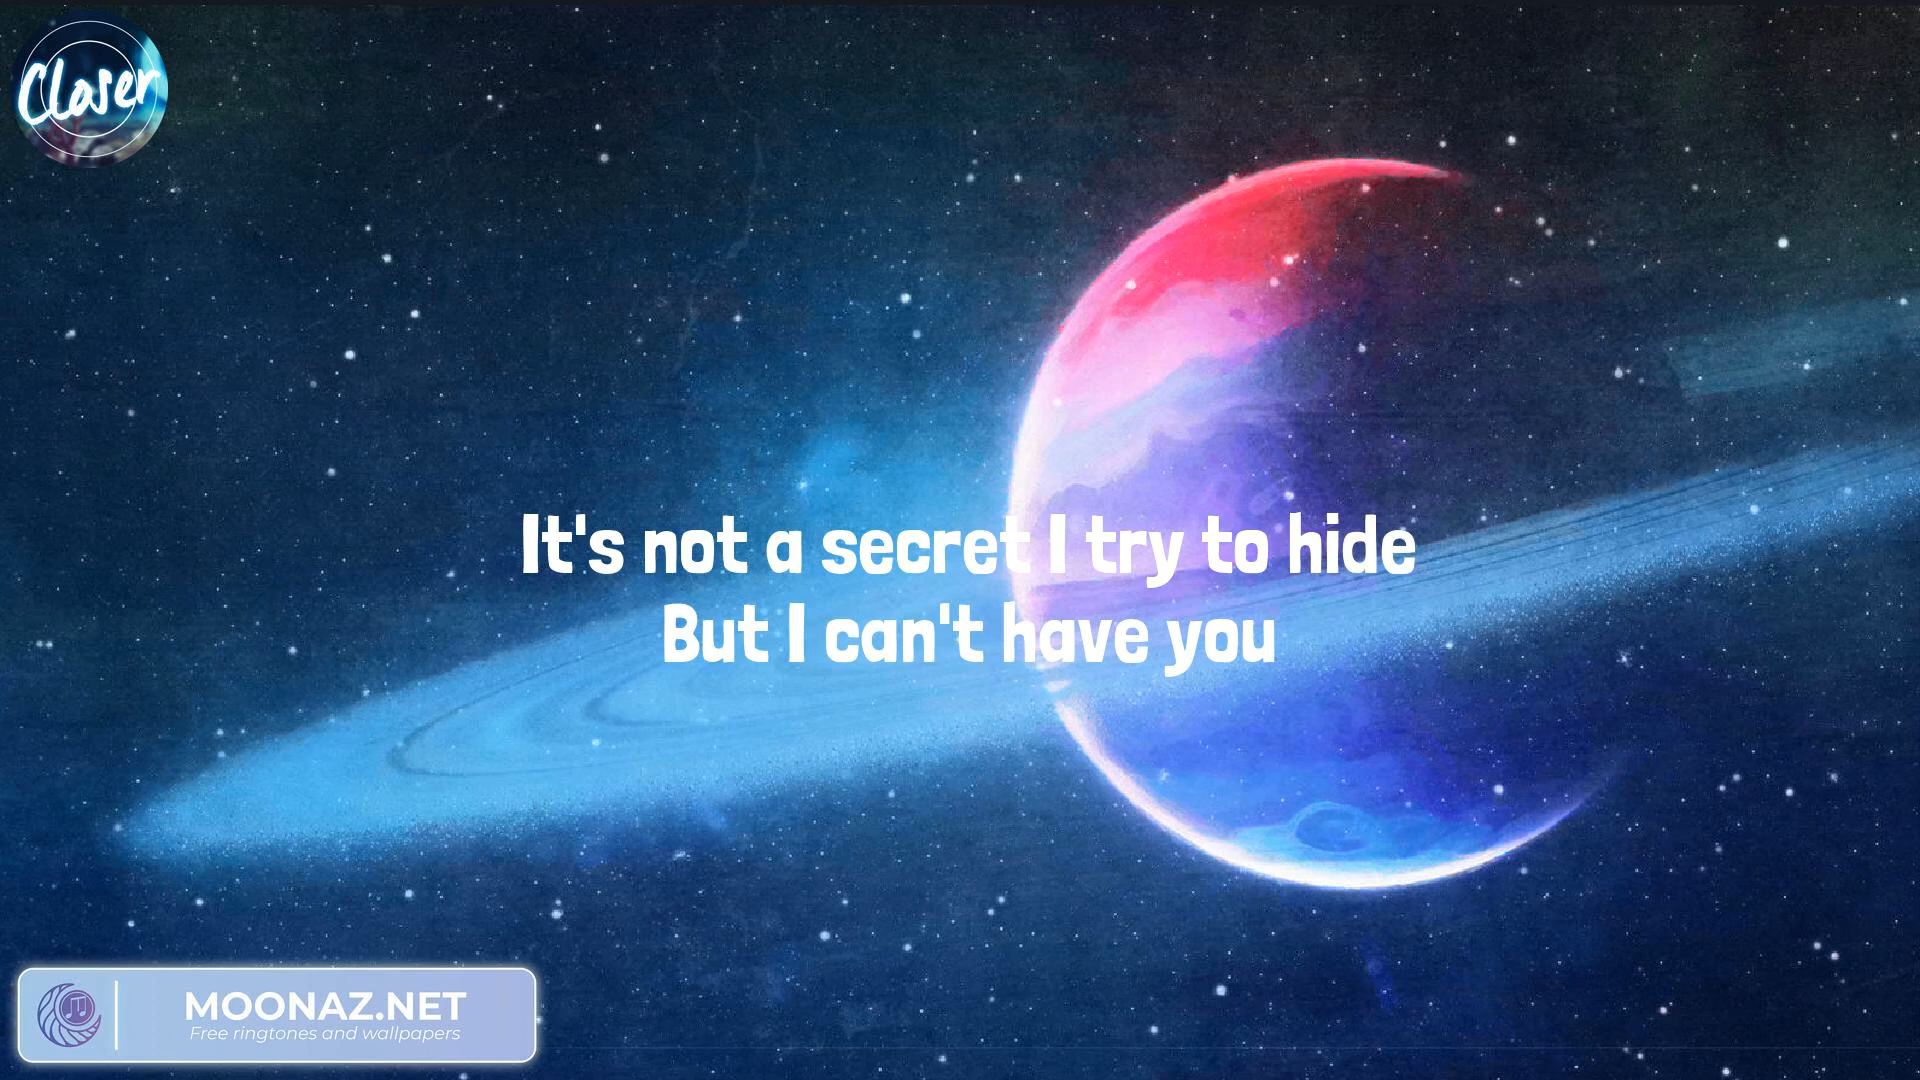 Closer
It's not a secret I try to hide
But I can't have you
MOONAZ.NET
Free ringtones and wallpapers